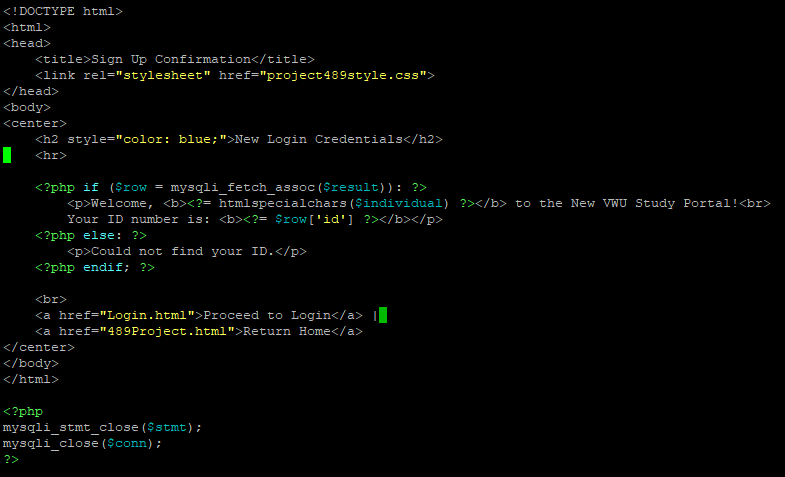 <!DOCTYPE html>
<html>
<head>
    <title>Sign Up Confirmation</title>
    <link rel="stylesheet" href="project489style.css">
</head>
<body>
<center>
    <h2 style="color: blue;">New Login Credentials</h2>
    <hr>

    <?php if ($row = mysqli_fetch_assoc($result)): ?>
        <p>Welcome, <b><?= htmlspecialchars($individual) ?></b> to the New VWU Study Portal!<br>
        Your ID number is: <b><?= $row['id'] ?></b></p>
    <?php else: ?>
        <p>Could not find your ID.</p>
    <?php endif; ?>

    <br>
    <a href="Login.html">Proceed to Login</a> |
    <a href="489Project.html">Return Home</a>
</center>
</body>
</html>

<?php
mysqli_stmt_close($stmt);
mysqli_close($conn);
?>